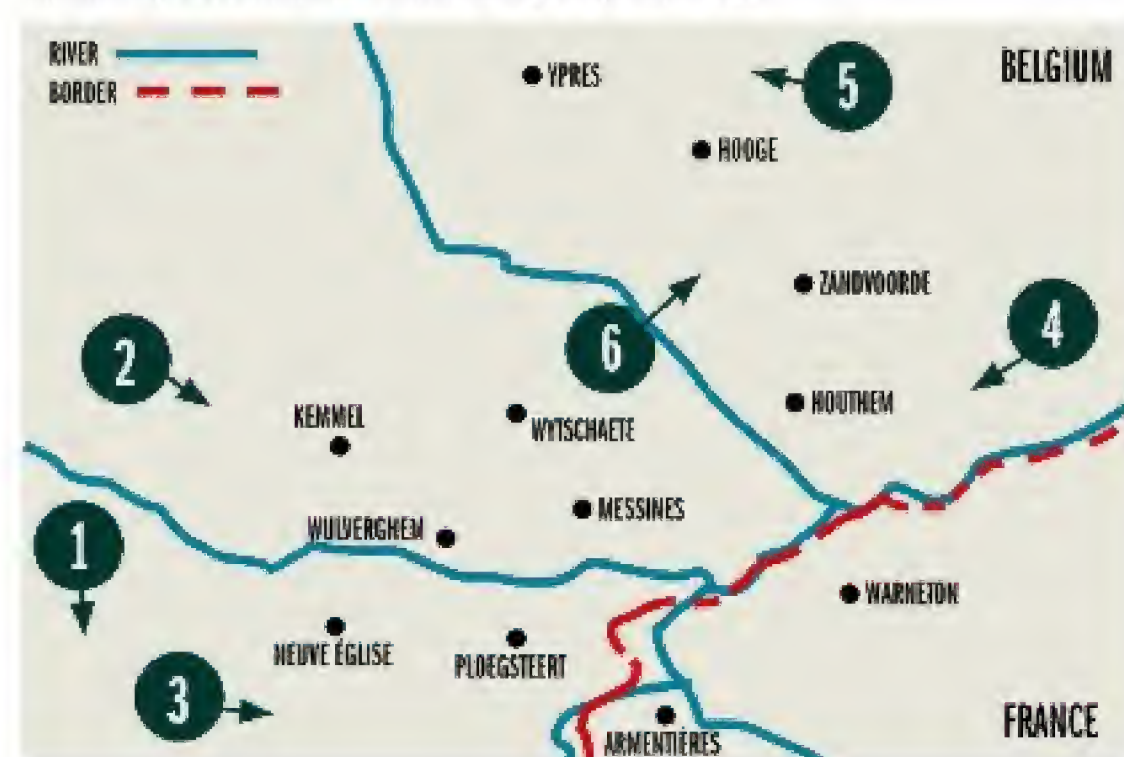 RIVER
BORDER
BELGIUM
YPRES
5
HOOGE
ZANDVOORDE
4
6
2
KEMMEL
WYTSCHAETE
HOUTHEM
1
WULVERGHEM
MESSINES
WARNETON
NEUVE ÉGLISE
PLOEGSTEERT
3
ARMENTIÈRES
FRANCE